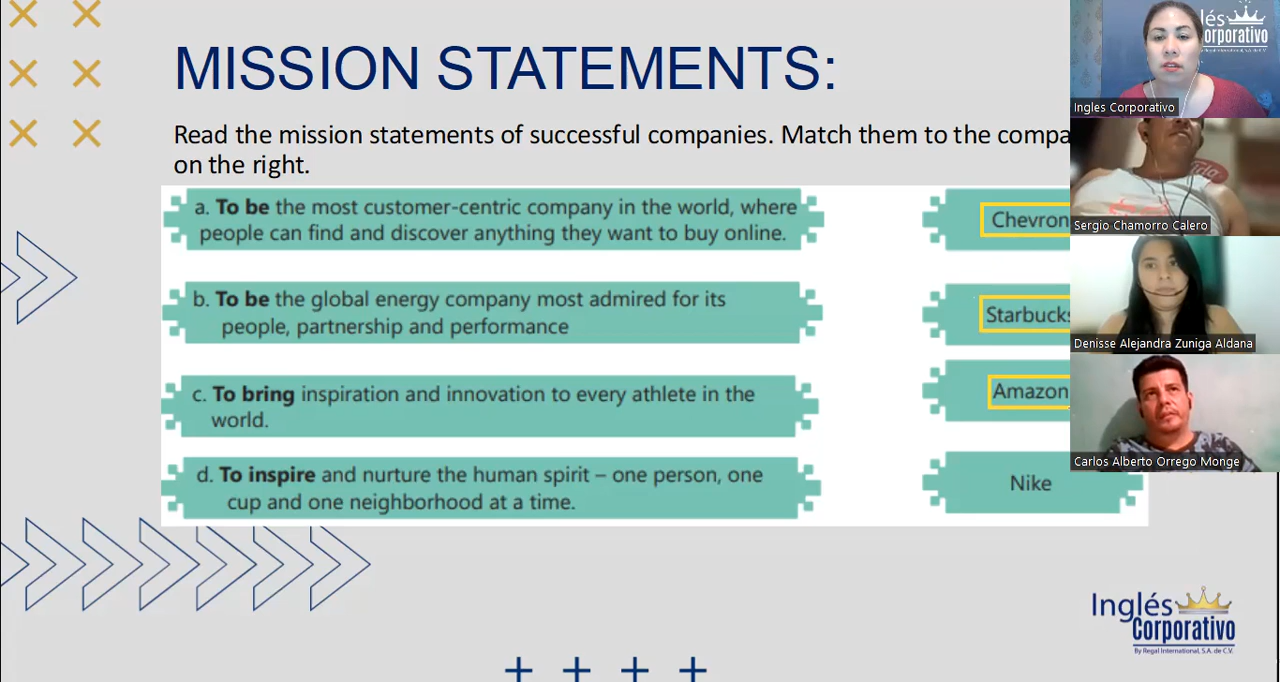 MISSION STATEMENTS:
Read the mission statements of successful companies. Match them to the
on the right.
a. To be the most customer-centric company in the world, where
people can find and discover anything they want to buy online.
Chevron
b. To be the global energy company most admired for its
people, partnership and performance
Starbucks
c. To bring inspiration and innovation to every athlete in the
world.
Amazon
d. To inspire and nurture the human spirit – one person, one
cup and one neighborhood at a time.
Nike
Corporativo
By Regal International, S.A. de C.V.
Ingles Corporativo
Sergio Chamorro Calero
Denisse Alejandra Zuniga Aldana
Carlos Alberto Orrego Monge
Inglés
Corporativo
By Regal International, S.A. de C.V.